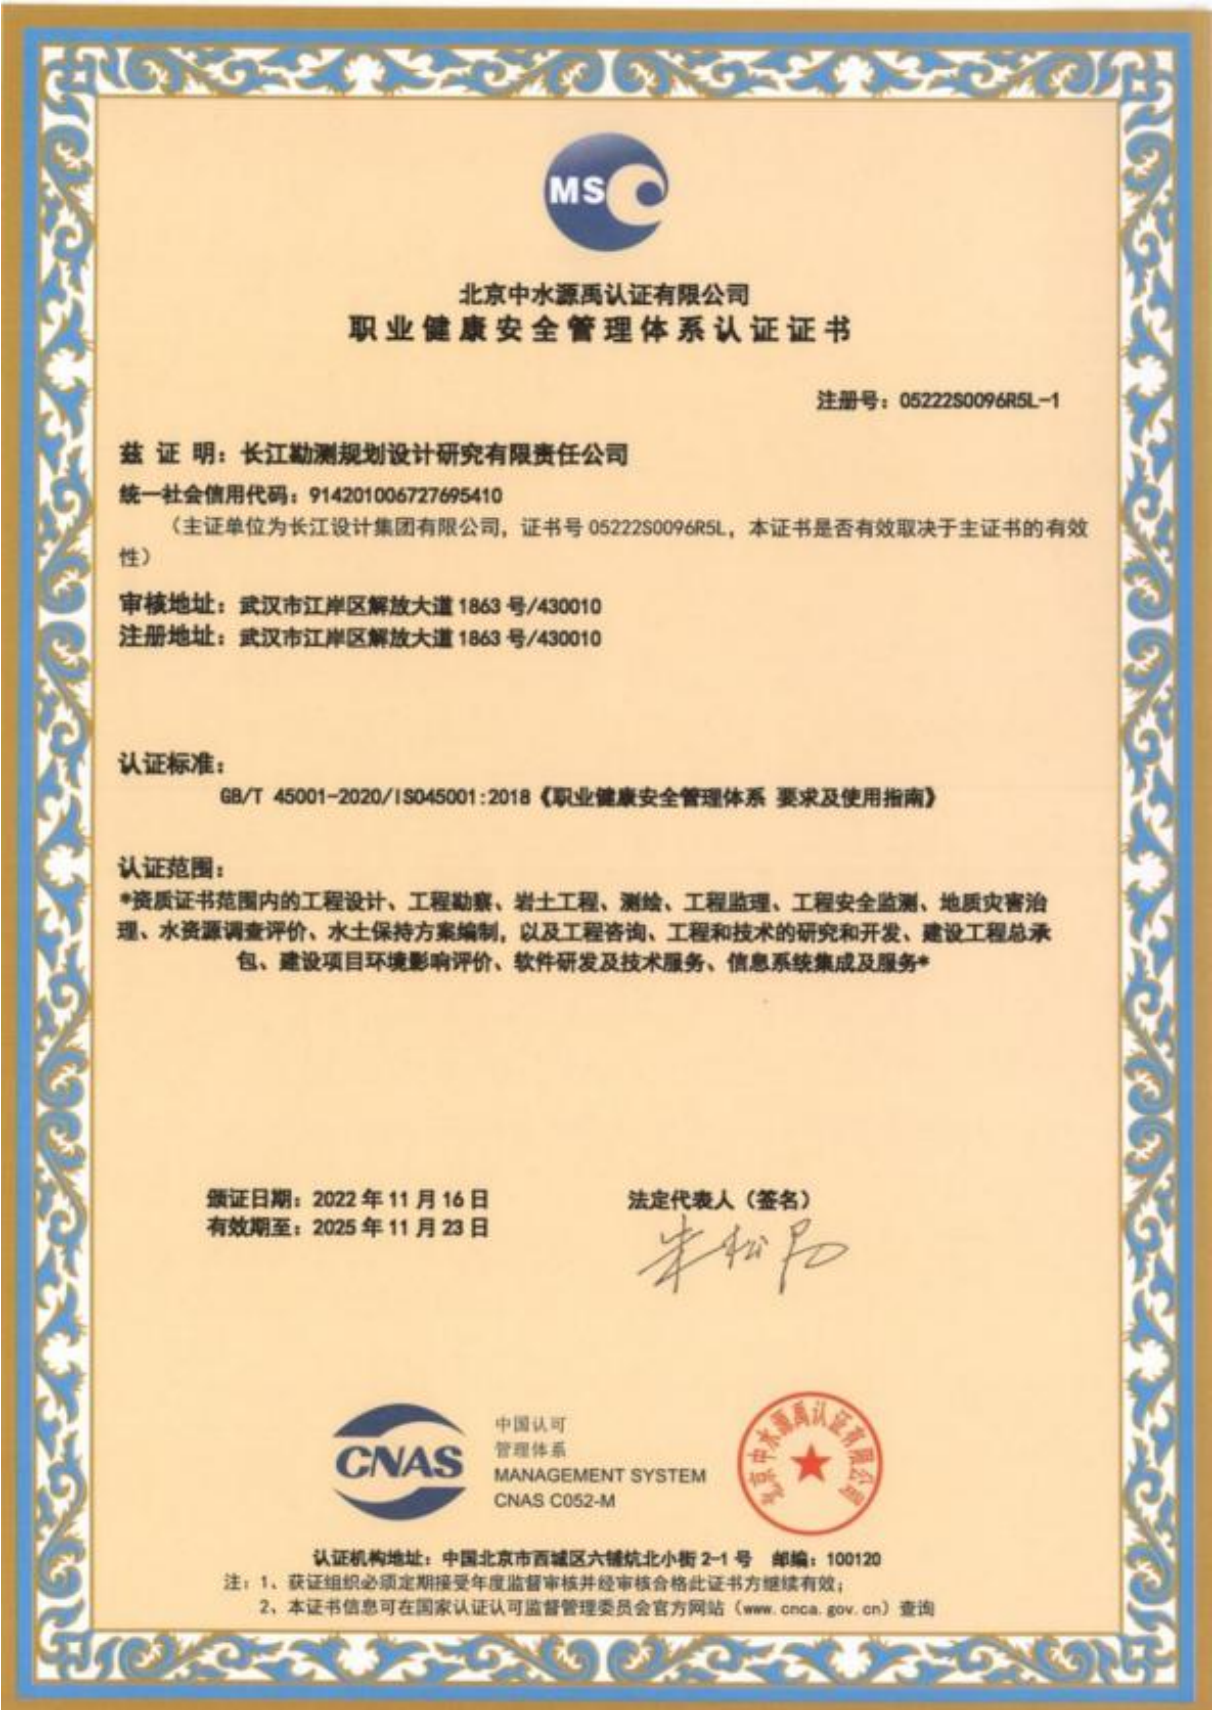 MSC
北京中水源禹认证有限公司
职业健康安全管理体系认证证书
注册号：05222S0096R5L-1
兹 证 明：长江勘测规划设计研究有限责任公司
统一社会信用代码：914201006727695410
（主证单位为长江设计集团有限公司，证书号 05222S0096R5L，本证书是否有效取决于主证书的有效
性）
审核地址：武汉市江岸区解放大道 1863 号/430010
注册地址：武汉市江岸区解放大道 1863 号/430010
认证标准：
GB/T 45001-2020/ISO45001:2018《职业健康安全管理体系 要求及使用指南》
认证范围：
*资质证书范围内的工程设计、工程勘察、岩土工程、测绘、工程监理、工程安全监测、地质灾害治
理、水资源调查评价、水土保持方案编制，以及工程咨询、工程和技术的研究和开发、建设工程总承
包、建设项目环境影响评价、软件研发及技术服务、信息系统集成及服务*
颁证日期：2022 年 11 月 16 日
有效期至：2025 年 11 月 23 日
法定代表人（签名）
CNAS
中国认可
管理体系
MANAGEMENT SYSTEM
CNAS C052-M
北京中水源禹认证有限公司
认证机构地址：中国北京市西城区六铺炕北小街 2-1 号 邮编：100120
注：1、获证组织必须定期接受年度监督审核并经审核合格此证书方继续有效；
2、本证书信息可在国家认证认可监督管理委员会官方网站（www.cnca.gov.cn）查询